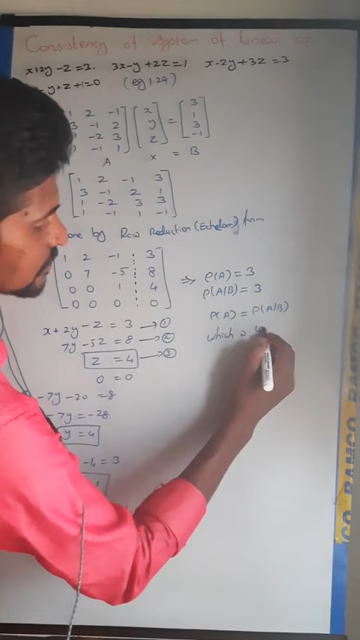 Consistency of System of Linear eq
x+2y-z=3. 3x-y+2z=1 x-2y+3z=3
-y+z+1=0 (eg 1.29)
1 2 -1 x 3
3 -1 2 y = 1
1 -2 3 z 3
1 -1 1 -1
A x = B
1 2 -1 3
3 -1 2 1
1 -2 3 3
1 -1 1 -1
one by Row Reduction (Echelon) form
1 2 -1 : 3
0 7 -5 : 8
0 0 1 : 4
0 0 0 : 0
⇒ ρ(A) = 3
ρ(A|B) = 3
ρ(A) = ρ(A|B)
which is
x+2y-z = 3 → ①
7y-5z = 8 → ②
z = 4 → ③
0 = 0
-7y-20 = 8
-7y = -28
y = 4
-4 = 3
BAMCO